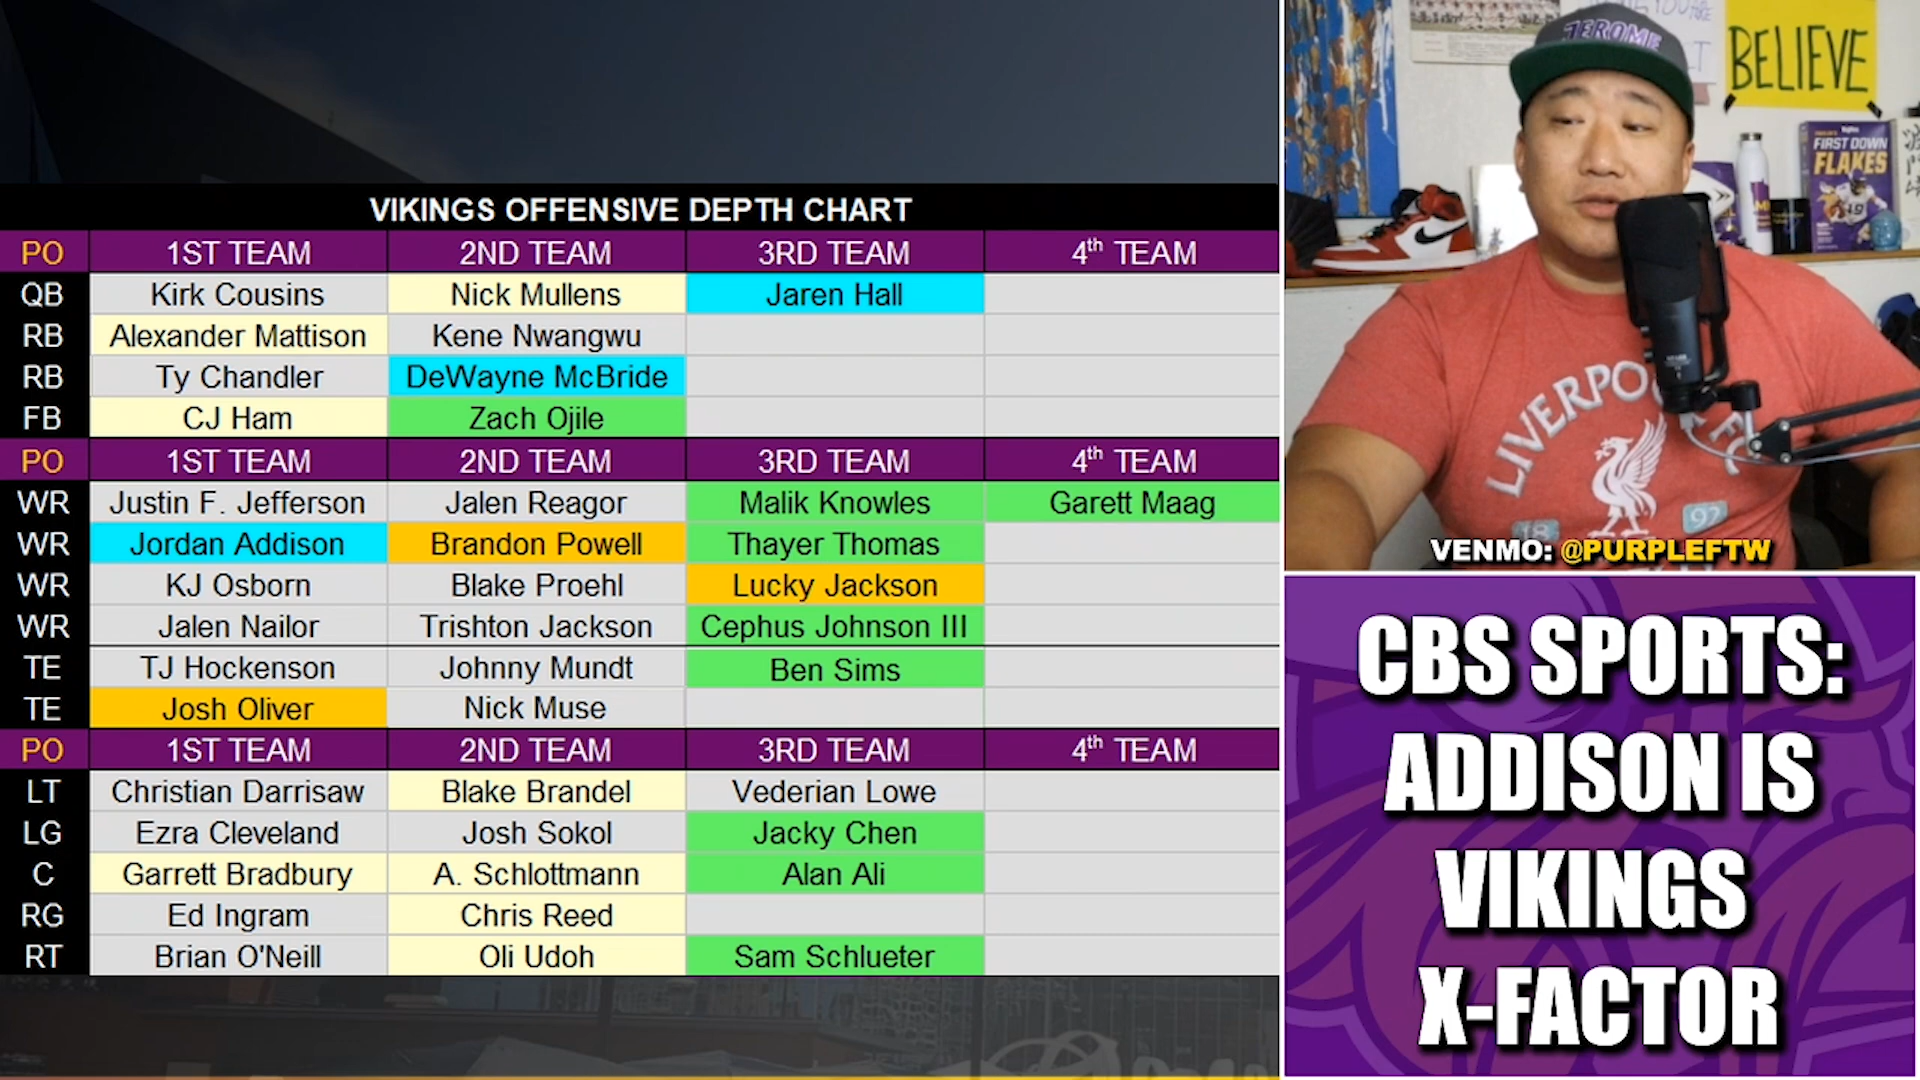 VIKINGS OFFENSIVE DEPTH CHART
PO 1ST TEAM 2ND TEAM 3RD TEAM 4th TEAM
QB Kirk Cousins Nick Mullens Jaren Hall
RB Alexander Mattison Kene Nwangwu
RB Ty Chandler DeWayne McBride
FB CJ Ham Zach Ojile
PO 1ST TEAM 2ND TEAM 3RD TEAM 4th TEAM
WR Justin F. Jefferson Jalen Reagor Malik Knowles Garett Maag
WR Jordan Addison Brandon Powell Thayer Thomas
WR KJ Osborn Blake Proehl Lucky Jackson
WR Jalen Nailor Trishton Jackson Cephus Johnson III
TE TJ Hockenson Johnny Mundt Ben Sims
TE Josh Oliver Nick Muse
PO 1ST TEAM 2ND TEAM 3RD TEAM 4th TEAM
LT Christian Darrisaw Blake Brandel Vederian Lowe
LG Ezra Cleveland Josh Sokol Jacky Chen
C Garrett Bradbury A. Schlottmann Alan Ali
RG Ed Ingram Chris Reed
RT Brian O'Neill Oli Udoh Sam Schlueter
JEROME
BELIEVE
FIRST DOWN
FLAKES
LIVERPO FC
18 92
VENMO: @PURPLEFTW
CBS SPORTS:
ADDISON IS
VIKINGS
X-FACTOR